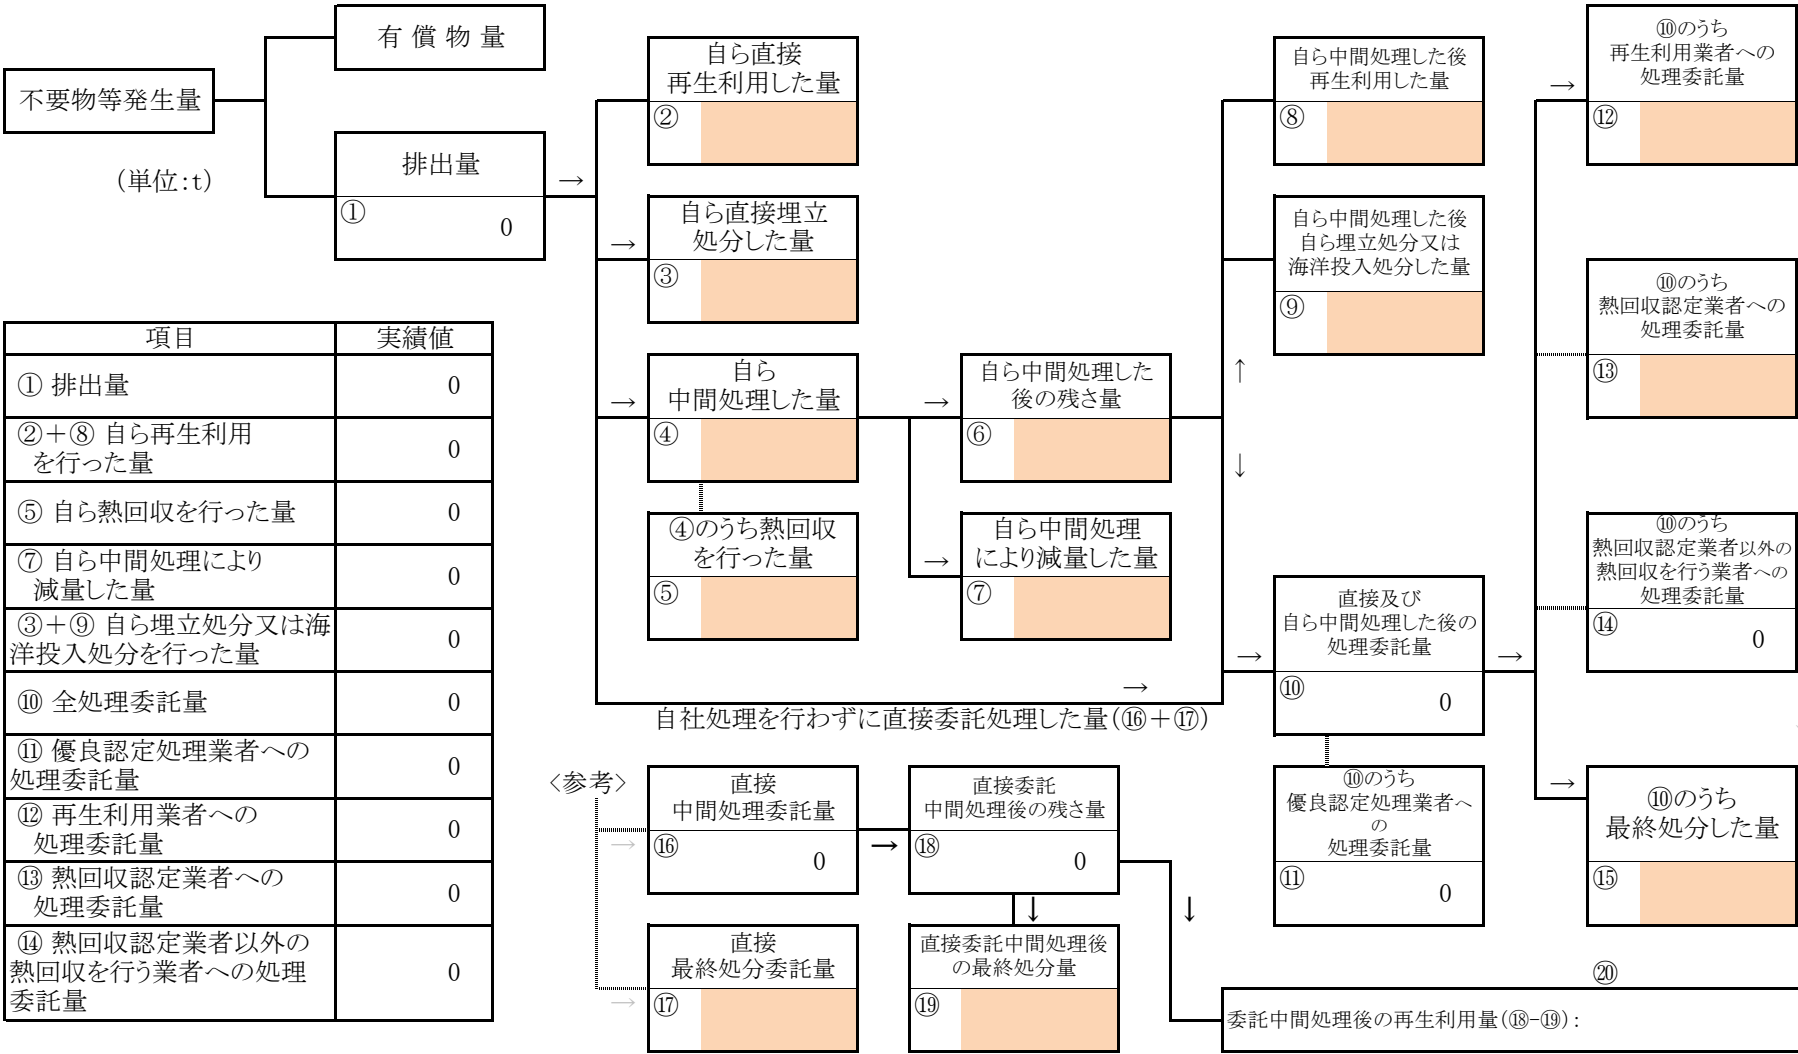 有 償 物 量
不要物等発生量
(単位:t)
排出量
①
0
→
自ら直接
再生利用した量
②
→
自ら直接埋立
処分した量
③
→
自ら
中間処理した量
④
④のうち熱回収
を行った量
⑤
→
自ら中間処理した
後の残さ量
⑥
→
自ら中間処理
により減量した量
⑦
自ら中間処理した後
再生利用した量
⑧
自ら中間処理した後
自ら埋立処分又は
海洋投入処分した量
⑨
↑
↓
→
自社処理を行わずに直接委託処理した量(⑯+⑰)
→
直接及び
自ら中間処理した後の
処理委託量
⑩
0
→
⑩のうち
優良認定処理業者へ
の
処理委託量
⑪
0
→
⑩のうち
再生利用業者への
処理委託量
⑫
⑩のうち
熱回収認定業者への
処理委託量
⑬
⑩のうち
熱回収認定業者以外の
熱回収を行う業者への
処理委託量
⑭
0
→
⑩のうち
最終処分した量
⑮
項目 実績値
① 排出量 0
②+⑧ 自ら再生利用
を行った量 0
⑤ 自ら熱回収を行った量 0
⑦ 自ら中間処理により
減量した量 0
③+⑨ 自ら埋立処分又は海
洋投入処分を行った量 0
⑩ 全処理委託量 0
⑪ 優良認定処理業者への
処理委託量 0
⑫ 再生利用業者への
処理委託量 0
⑬ 熱回収認定業者への
処理委託量 0
⑭ 熱回収認定業者以外の
熱回収を行う業者への処理
委託量 0
<参考>
→
直接
中間処理委託量
⑯
0
→
直接委託
中間処理後の残さ量
⑱
0
↓
↓
→
直接
最終処分委託量
⑰
直接委託中間処理後
の最終処分量
⑲
⑳
委託中間処理後の再生利用量(⑱-⑲):